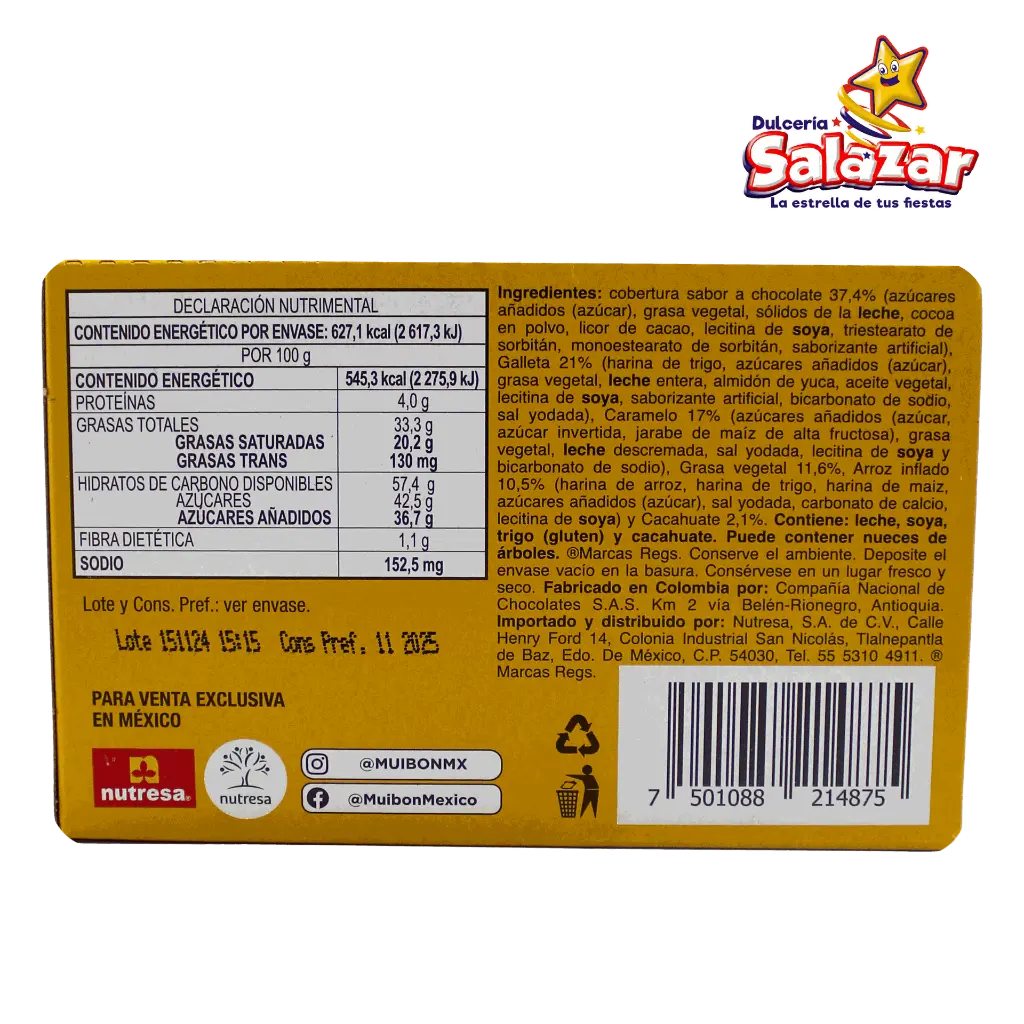 Dulcería
Salazar
La estrella de tus fiestas
DECLARACIÓN NUTRIMENTAL
CONTENIDO ENERGÉTICO POR ENVASE: 627,1 kcal (2 617,3 kJ)
POR 100 g
CONTENIDO ENERGÉTICO 545,3 kcal (2 275,9 kJ)
PROTEÍNAS 4,0 g
GRASAS TOTALES 33,3 g
GRASAS SATURADAS 20,2 g
GRASAS TRANS 130 mg
HIDRATOS DE CARBONO DISPONIBLES 57,4 g
AZÚCARES 42,5 g
AZÚCARES AÑADIDOS 36,7 g
FIBRA DIETÉTICA 1,1 g
SODIO 152,5 mg
Lote y Cons. Pref.: ver envase.
Lote 151124 15:15 Cons Pref. 11 2025
PARA VENTA EXCLUSIVA
EN MÉXICO
nutresa®
nutresa
@MUIBONMX
@MuibonMexico
Ingredientes: cobertura sabor a chocolate 37,4% (azúcares
añadidos (azúcar), grasa vegetal, sólidos de la leche, cocoa
en polvo, licor de cacao, lecitina de soya, triestearato de
sorbitán, monoestearato de sorbitán, saborizante artificial),
Galleta 21% (harina de trigo, azúcares añadidos (azúcar),
grasa vegetal, leche entera, almidón de yuca, aceite vegetal,
lecitina de soya, saborizante artificial, bicarbonato de sodio,
sal yodada), Caramelo 17% (azúcares añadidos (azúcar,
azúcar invertida, jarabe de maíz de alta fructosa), grasa
vegetal, leche descremada, sal yodada, lecitina de soya y
bicarbonato de sodio), Grasa vegetal 11,6%, Arroz inflado
10,5% (harina de arroz, harina de trigo, harina de maiz,
azúcares añadidos (azúcar), sal yodada, carbonato de calcio,
lecitina de soya) y Cacahuate 2,1%. Contiene: leche, soya,
trigo (gluten) y cacahuate. Puede contener nueces de
árboles. ®Marcas Regs. Conserve el ambiente. Deposite el
envase vacío en la basura. Consérvese en un lugar fresco y
seco. Fabricado en Colombia por: Compañía Nacional de
Chocolates S.A.S. Km 2 vía Belén-Rionegro, Antioquia.
Importado y distribuido por: Nutresa, S.A. de C.V., Calle
Henry Ford 14, Colonia Industrial San Nicolás, Tlalnepantla
de Baz, Edo. De México, C.P. 54030, Tel. 55 5310 4911. ®
Marcas Regs.
7 501088 214875